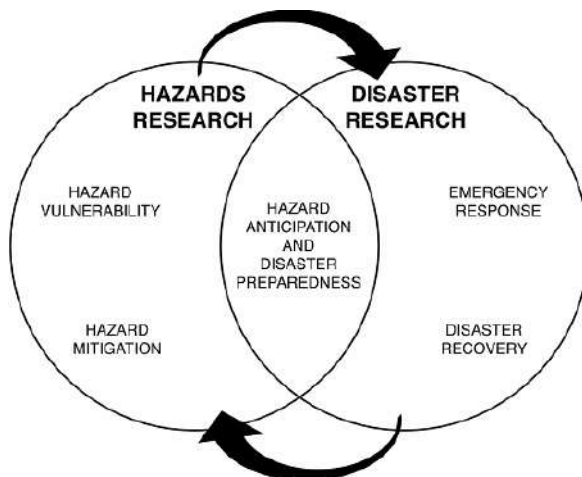 HAZARDS
RESEARCH
DISASTER
RESEARCH
HAZARD
VULNERABILITY
HAZARD
ANTICIPATION
AND
DISASTER
PREPAREDNESS
EMERGENCY
RESPONSE
HAZARD
MITIGATION
DISASTER
RECOVERY